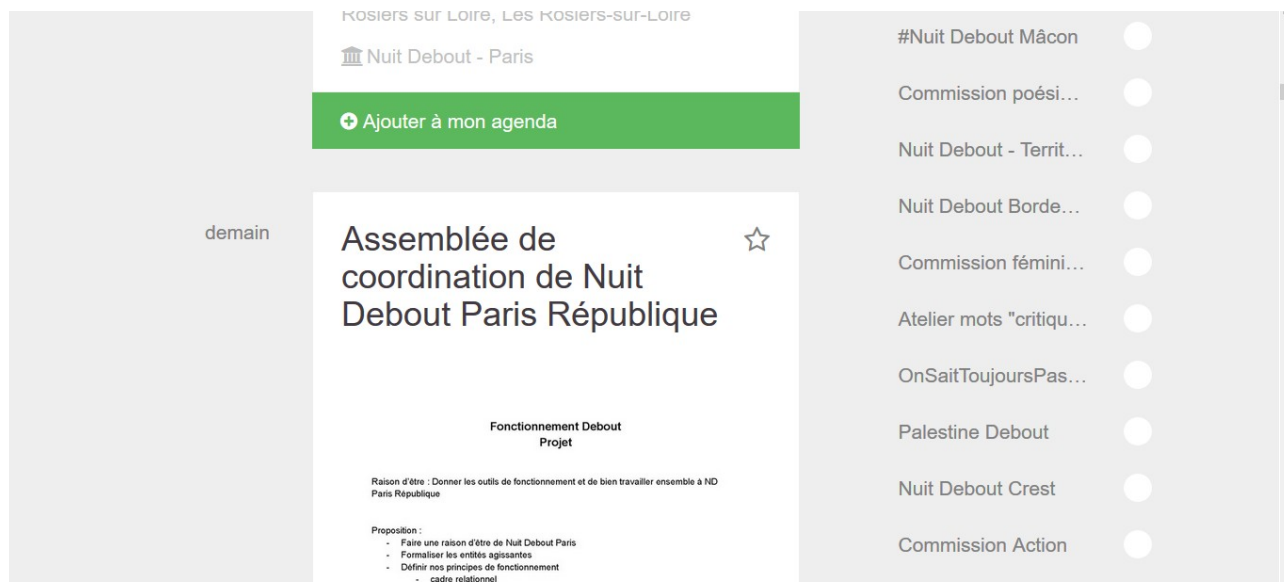 Rosiers sur Loire, Les Rosiers-sur-Loire
Nuit Debout - Paris
Ajouter à mon agenda
demain
Assemblée de
coordination de Nuit
Debout Paris République
Fonctionnement Debout
Projet
Raison d'être : Donner les outils de fonctionnement et de bien travailler ensemble à ND
Paris République
Proposition :
- Faire une raison d'être de Nuit Debout Paris
- Formaliser les entités agissantes
- Définir nos principes de fonctionnement
- cadre relationnel
#Nuit Debout Mâcon
Commission poési...
Nuit Debout - Territ...
Nuit Debout Borde...
Commission fémini...
Atelier mots "critiqu...
OnSaitToujoursPas...
Palestine Debout
Nuit Debout Crest
Commission Action